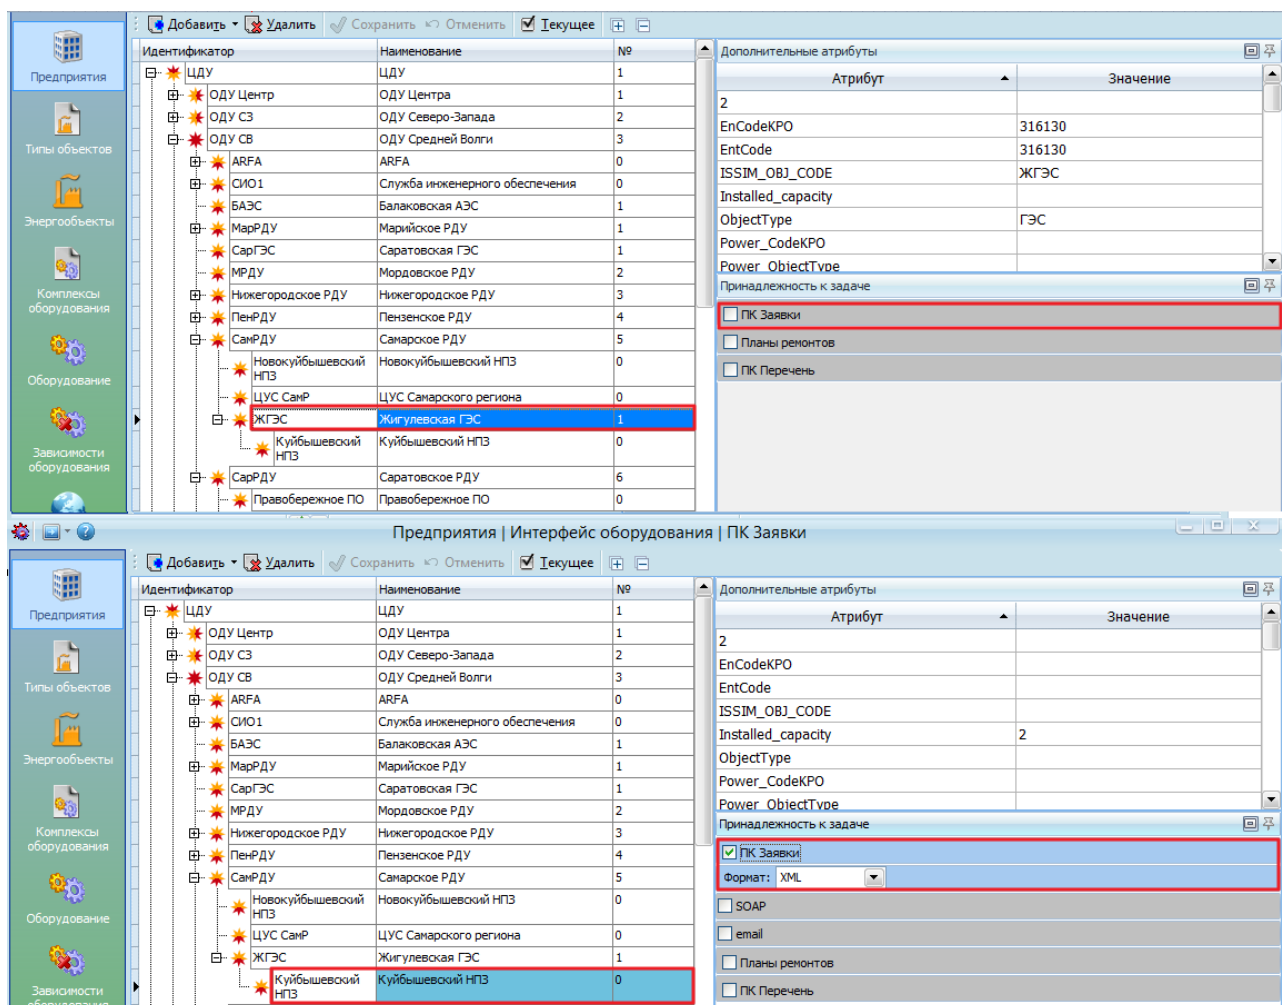 Добавить Удалить Сохранить Отменить Текущее
Предприятия
Типы объектов
Энергообъекты
Комплексы
оборудования
Оборудование
Зависимости
оборудования
Идентификатор Наименование №
ЦДУ ЦДУ 1
ОДУ Центр ОДУ Центра 1
ОДУ СЗ ОДУ Северо-Запада 2
ОДУ СВ ОДУ Средней Волги 3
ARFA ARFA 0
СИО1 Служба инженерного обеспечения 0
БАЭС Балаковская АЭС 1
МарРДУ Марийское РДУ 1
СарГЭС Саратовская ГЭС 1
МРДУ Мордовское РДУ 2
Нижегородское РДУ Нижегородское РДУ 3
ПенРДУ Пензенское РДУ 4
СамРДУ Самарское РДУ 5
Новокуйбышевский Новокуйбышевский НПЗ 0
НПЗ
ЦУС СамР ЦУС Самарского региона 0
ЖГЭС Жигулевская ГЭС 1
Куйбышевский Куйбышевский НПЗ 0
НПЗ
СарРДУ Саратовское РДУ 6
Правобережное ПО Правобережное ПО 0
Дополнительные атрибуты
Атрибут Значение
2
EnCodeKPO 316130
EntCode 316130
ISSIM_OBJ_CODE ЖГЭС
Installed_capacity
ObjectType ГЭС
Power_CodeKPO
Power_ObjectType
Принадлежность к задаче
ПК Заявки
Планы ремонтов
ПК Перечень
Предприятия | Интерфейс оборудования | ПК Заявки
Добавить Удалить Сохранить Отменить Текущее
Предприятия
Типы объектов
Энергообъекты
Комплексы
оборудования
Оборудование
Зависимости
оборудования
Идентификатор Наименование №
ЦДУ ЦДУ 1
ОДУ Центр ОДУ Центра 1
ОДУ СЗ ОДУ Северо-Запада 2
ОДУ СВ ОДУ Средней Волги 3
ARFA ARFA 0
СИО1 Служба инженерного обеспечения 0
БАЭС Балаковская АЭС 1
МарРДУ Марийское РДУ 1
СарГЭС Саратовская ГЭС 1
МРДУ Мордовское РДУ 2
Нижегородское РДУ Нижегородское РДУ 3
ПенРДУ Пензенское РДУ 4
СамРДУ Самарское РДУ 5
Новокуйбышевский Новокуйбышевский НПЗ 0
НПЗ
ЦУС СамР ЦУС Самарского региона 0
ЖГЭС Жигулевская ГЭС 1
Куйбышевский Куйбышевский НПЗ 0
НПЗ
Дополнительные атрибуты
Атрибут Значение
2
EnCodeKPO
EntCode
ISSIM_OBJ_CODE
Installed_capacity 2
ObjectType
Power_CodeKPO
Power_ObjectType
Принадлежность к задаче
ПК Заявки
Формат: XML
SOAP
email
Планы ремонтов
ПК Перечень